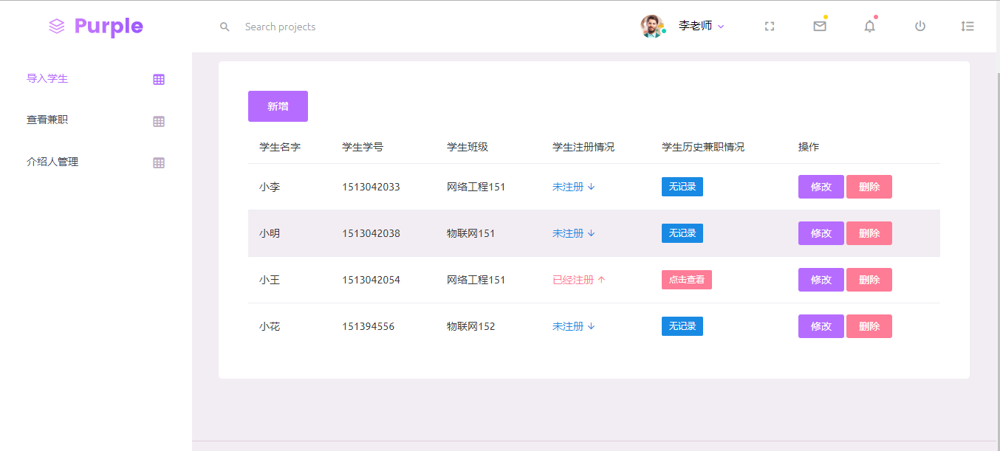 Purple
Search projects
李老师
导入学生
查看兼职
介绍人管理
新增
学生名字 学生学号 学生班级 学生注册情况 学生历史兼职情况 操作
小李 1513042033 网络工程151 未注册 ↓ 无记录 修改 删除
小明 1513042038 物联网151 未注册 ↓ 无记录 修改 删除
小王 1513042054 网络工程151 已经注册 ↑ 点击查看 修改 删除
小花 151394556 物联网152 未注册 ↓ 无记录 修改 删除